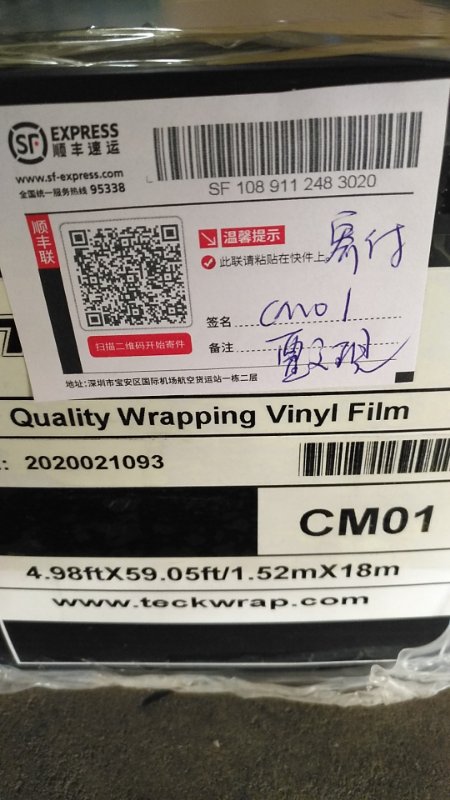 SF EXPRESS
顺丰速运
www.sf-express.com
全国统一服务热线 95338
SF 108 911 248 3020
顺丰联
温馨提示
此联请粘贴在快件上。
寄付
签名 CM01
备注
扫描二维码开始寄件
地址:深圳市宝安区国际机场航空货运站一栋二层
Quality Wrapping Vinyl Film
: 2020021093
CM01
4.98ftX59.05ft/1.52mX18m
www.teckwrap.com